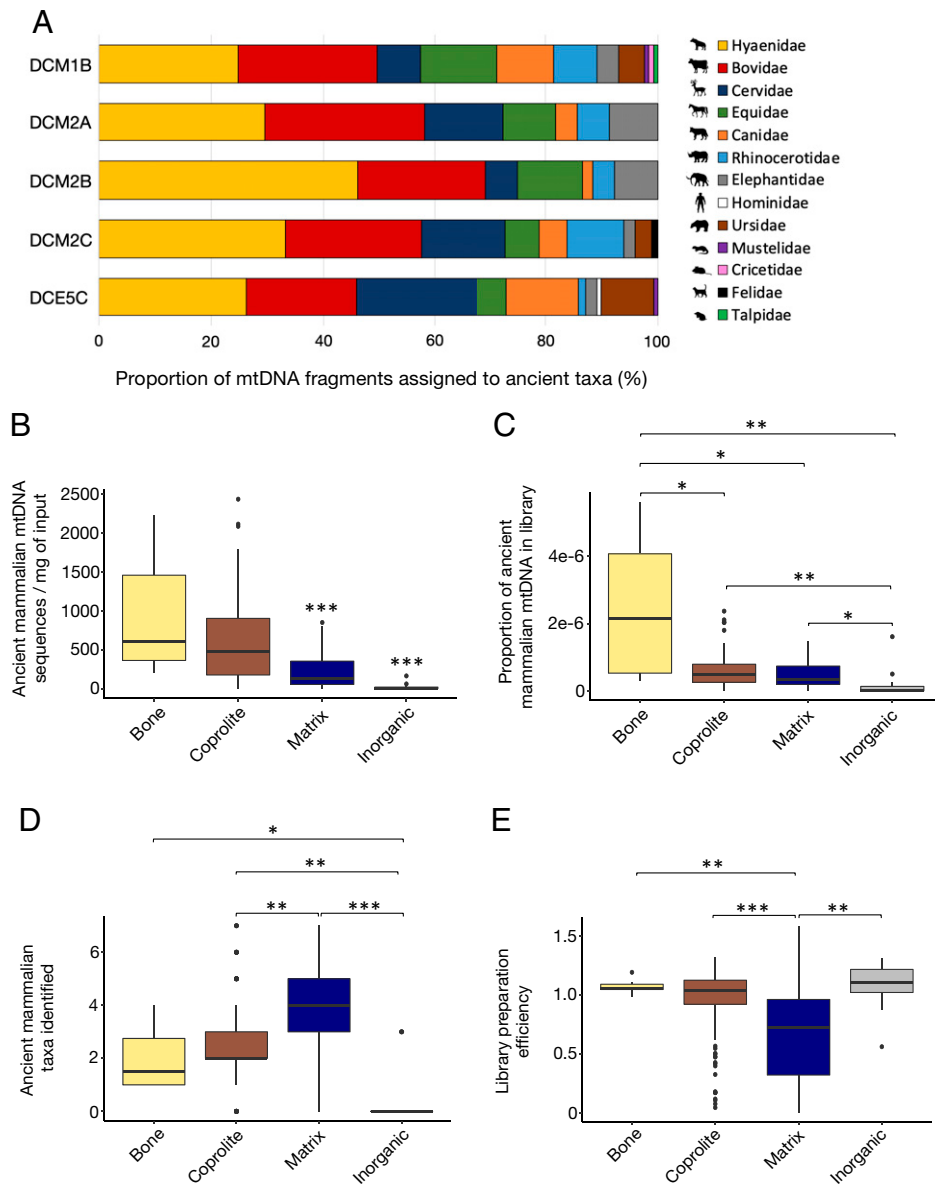 A
DCM1B
DCM2A
DCM2B
DCM2C
DCE5C
0 20 40 60 80 100
Proportion of mtDNA fragments assigned to ancient taxa (%)
Hyaenidae
Bovidae
Cervidae
Equidae
Canidae
Rhinocerotidae
Elephantidae
Hominidae
Ursidae
Mustelidae
Cricetidae
Felidae
Talpidae
B
Ancient mammalian mtDNA
sequences / mg of input
2500
2000
1500
1000
500
0
***
***
Bone Coprolite Matrix Inorganic
C
Proportion of ancient
mammalian mtDNA in library
4e-6
2e-6
0
**
*
*
**
*
Bone Coprolite Matrix Inorganic
D
Ancient mammalian
taxa identified
6
4
2
0
*
**
** ***
Bone Coprolite Matrix Inorganic
E
Library preparation
efficiency
1.5
1.0
0.5
0
**
*** **
Bone Coprolite Matrix Inorganic